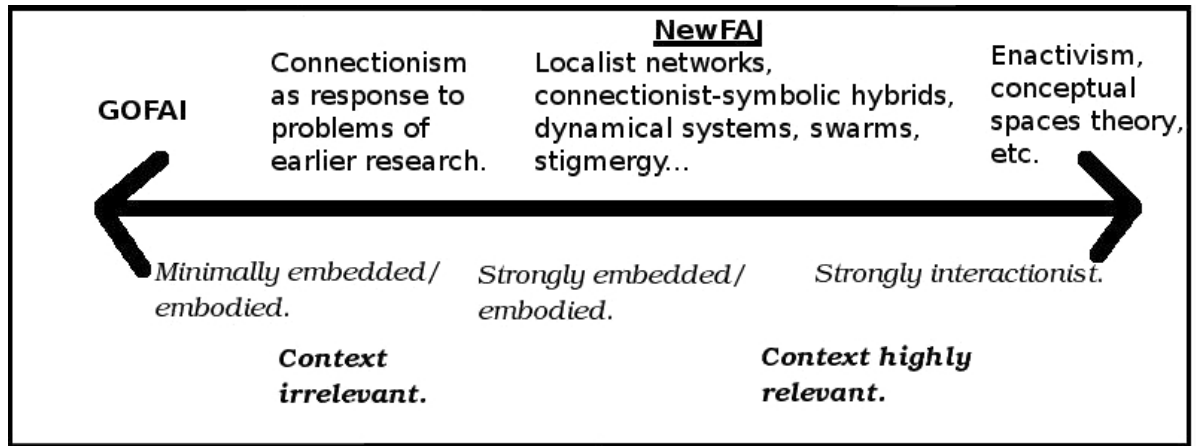 GOFAI
Connectionism
as response to
problems of
earlier research.
NewFAI
Localist networks,
connectionist-symbolic hybrids,
dynamical systems, swarms,
stigmergy...
Enactivism,
conceptual
spaces theory,
etc.
Minimally embedded/
embodied.
Strongly embedded/
embodied.
Strongly interactionist.
Context
irrelevant.
Context highly
relevant.